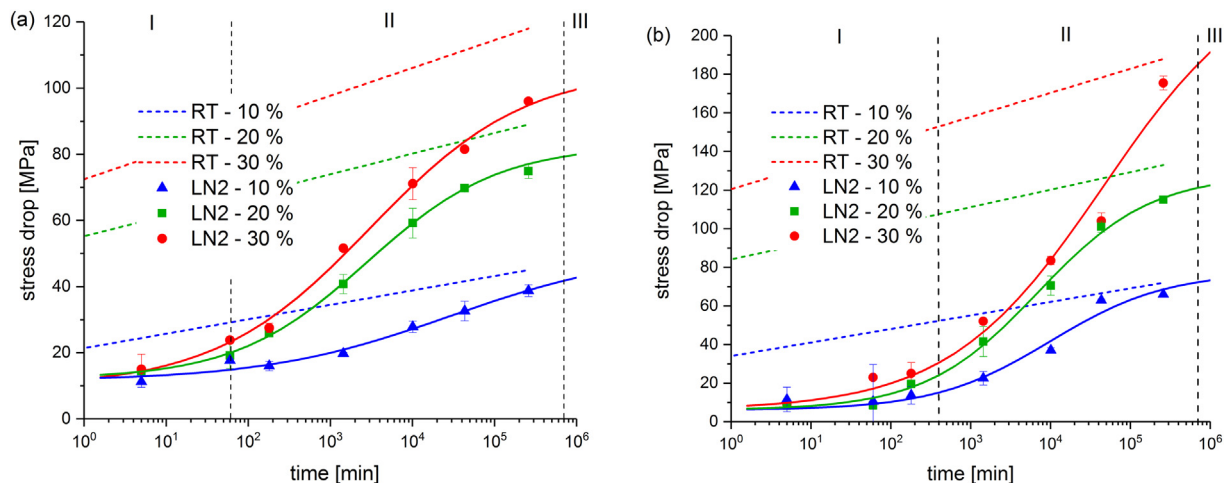 (a)
I
II
III
120
100
80
60
40
20
0
stress drop [MPa]
RT - 10 %
RT - 20 %
RT - 30 %
LN2 - 10 %
LN2 - 20 %
LN2 - 30 %
10⁰
10¹
10²
10³
10⁴
10⁵
10⁶
time [min]
(b)
I
II
III
200
180
160
140
120
100
80
60
40
20
0
stress drop [MPa]
RT - 10 %
RT - 20 %
RT - 30 %
LN2 - 10 %
LN2 - 20 %
LN2 - 30 %
10⁰
10¹
10²
10³
10⁴
10⁵
10⁶
time [min]